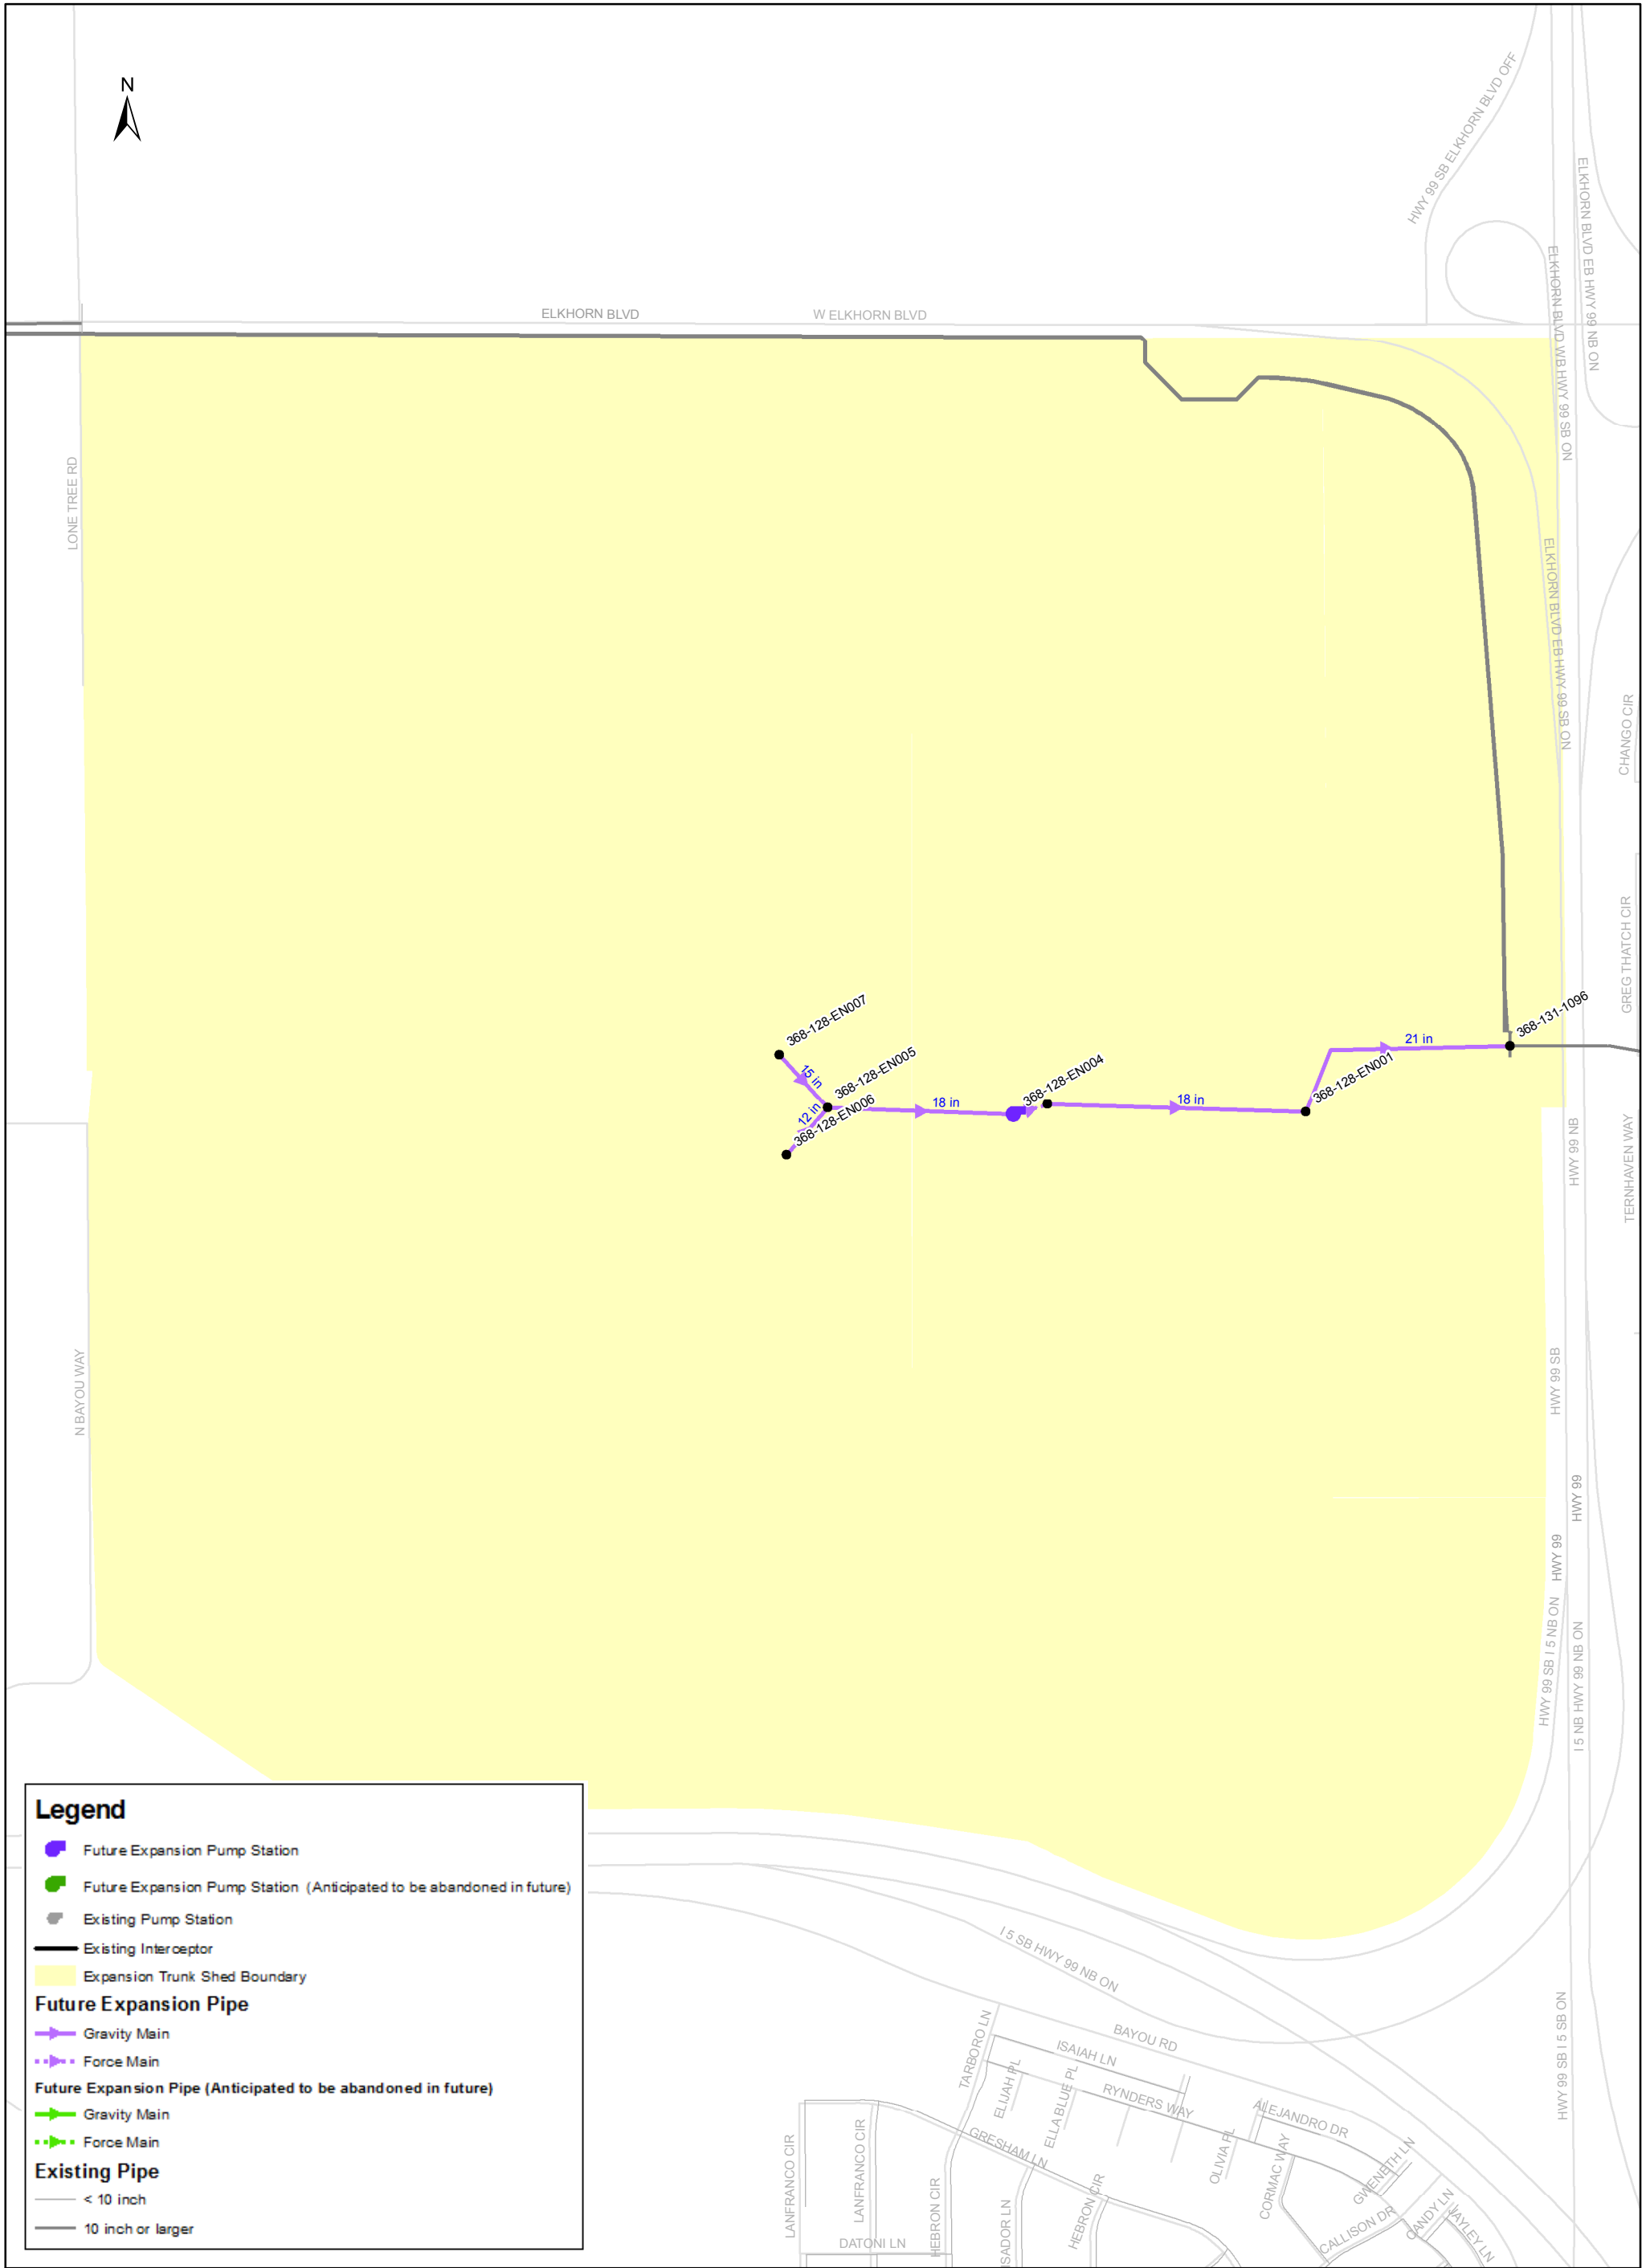 N
HWY 99 SB ELKHORN BLVD OFF
ELKHORN BLVD EB HWY 99 NB ON
ELKHORN BLVD WB HWY 99 SB ON
ELKHORN BLVD
W ELKHORN BLVD
LONE TREE RD
ELKHORN BLVD EB HWY 99 SB ON
CHANGO CIR
GREG THATCH CIR
368-131-1096
368-128-EN007
21 in
15 in
368-128-EN005
368-128-EN004
368-128-EN001
18 in
18 in
12 in
368-128-EN006
HWY 99 NB
TERNHAVEN WAY
N BAYOU WAY
HWY 99 SB
HWY 99
HWY 99
HWY 99 SB I 5 NB ON
I 5 NB HWY 99 NB ON
Legend
Future Expansion Pump Station
Future Expansion Pump Station (Anticipated to be abandoned in future)
Existing Pump Station
Existing Interceptor
Expansion Trunk Shed Boundary
Future Expansion Pipe
Gravity Main
Force Main
Future Expansion Pipe (Anticipated to be abandoned in future)
Gravity Main
Force Main
Existing Pipe
< 10 inch
10 inch or larger
I 5 SB HWY 99 NB ON
HWY 99 SB I 5 SB ON
BAYOU RD
TARBORO LN
ISAIAH LN
ELIJAH PL
ELLA BLUE PL
RYNDERS WAY
ALEJANDRO DR
GRESHAM LN
LANFRANCO CIR
LANFRANCO CIR
HEBRON CIR
ISADOR LN
HEBRON CIR
OLIVIA PL
CORMAC WAY
GWENETH LN
CALLISON DR
CANDY LN
JAYLEY LN
DATONI LN